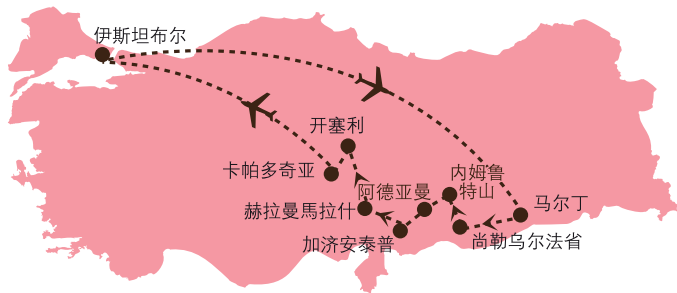 伊斯坦布尔
开塞利
卡帕多奇亚
内姆鲁
特山
阿德亚曼
赫拉曼馬拉什
马尔丁
加济安泰普
尚勒乌尔法省